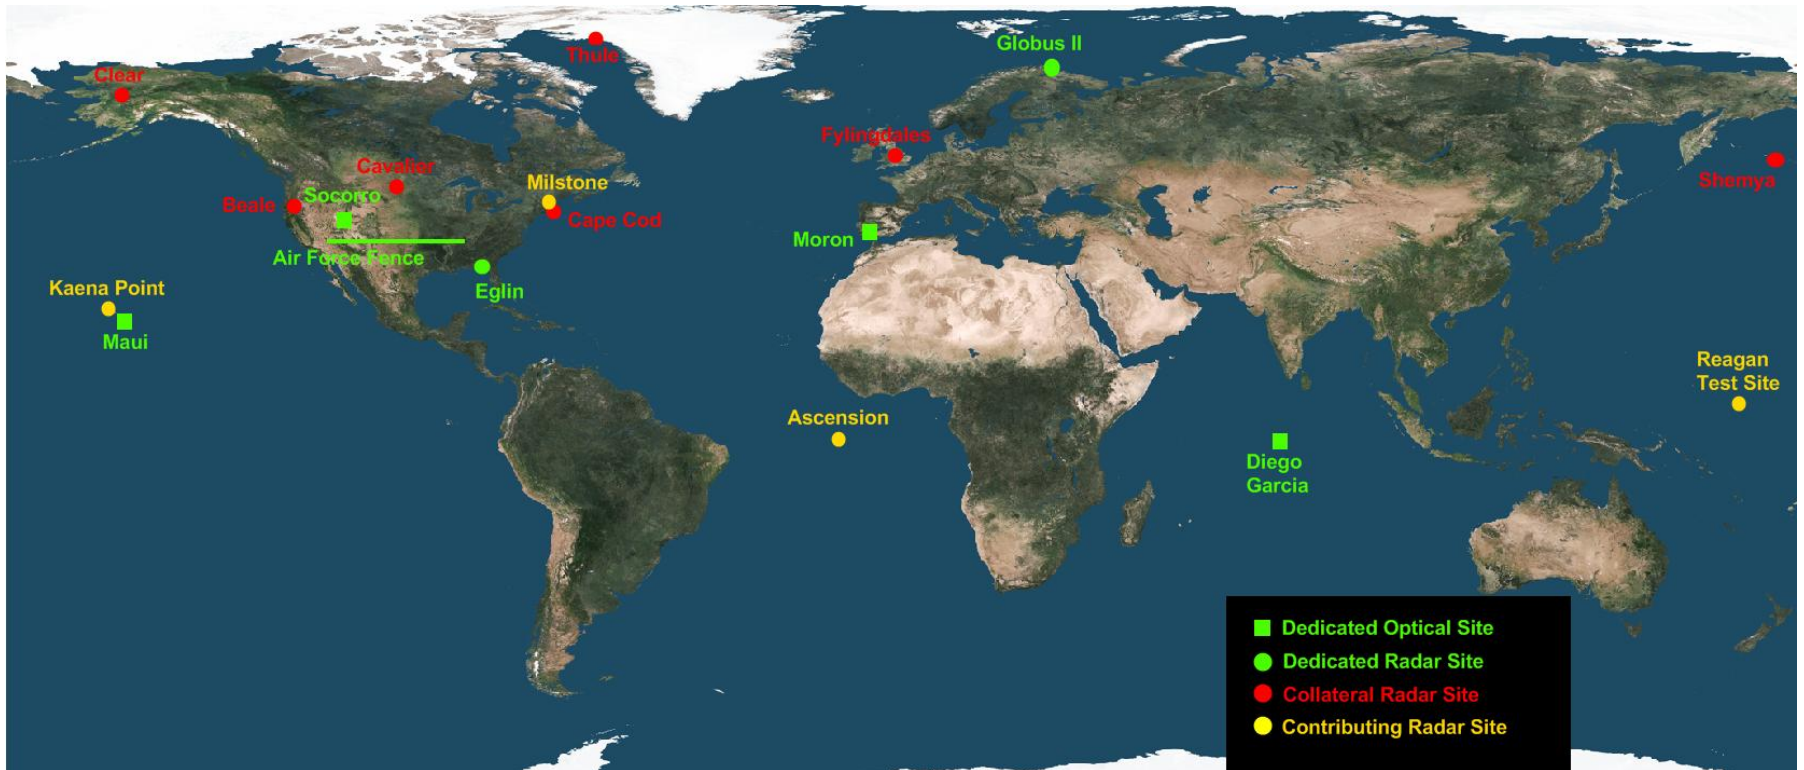 Globus II
Thule
Clear
Fylingdales
Cavalier
Shemya
Milstone
Socorro
Beale
Cape Cod
Moron
Air Force Fence
Eglin
Kaena Point
Maui
Reagan
Test Site
Ascension
Diego
Garcia
Dedicated Optical Site
Dedicated Radar Site
Collateral Radar Site
Contributing Radar Site